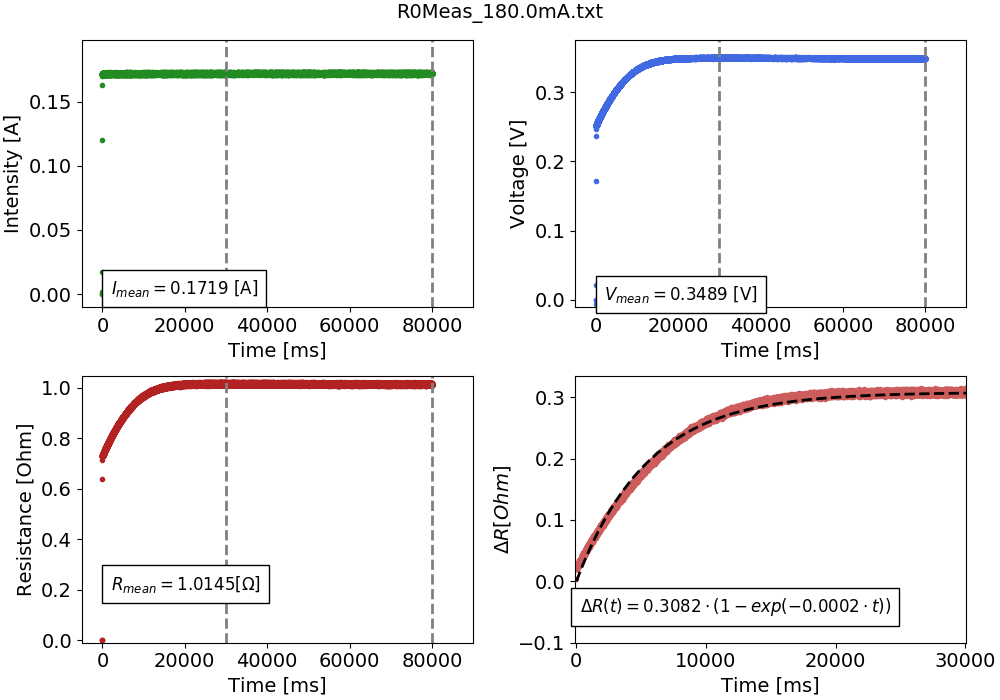 R0Meas_180.0mA.txt
Intensity [A]
0.15
0.10
0.05
0.00
I_mean = 0.1719 [A]
0 20000 40000 60000 80000
Time [ms]
Voltage [V]
0.3
0.2
0.1
0.0
V_mean = 0.3489 [V]
0 20000 40000 60000 80000
Time [ms]
Resistance [Ohm]
1.0
0.8
0.6
0.4
0.2
0.0
R_mean = 1.0145[Ω]
0 20000 40000 60000 80000
Time [ms]
ΔR[Ohm]
0.3
0.2
0.1
0.0
−0.1
ΔR(t) = 0.3082 · (1 − exp(−0.0002 · t))
0 10000 20000 30000
Time [ms]